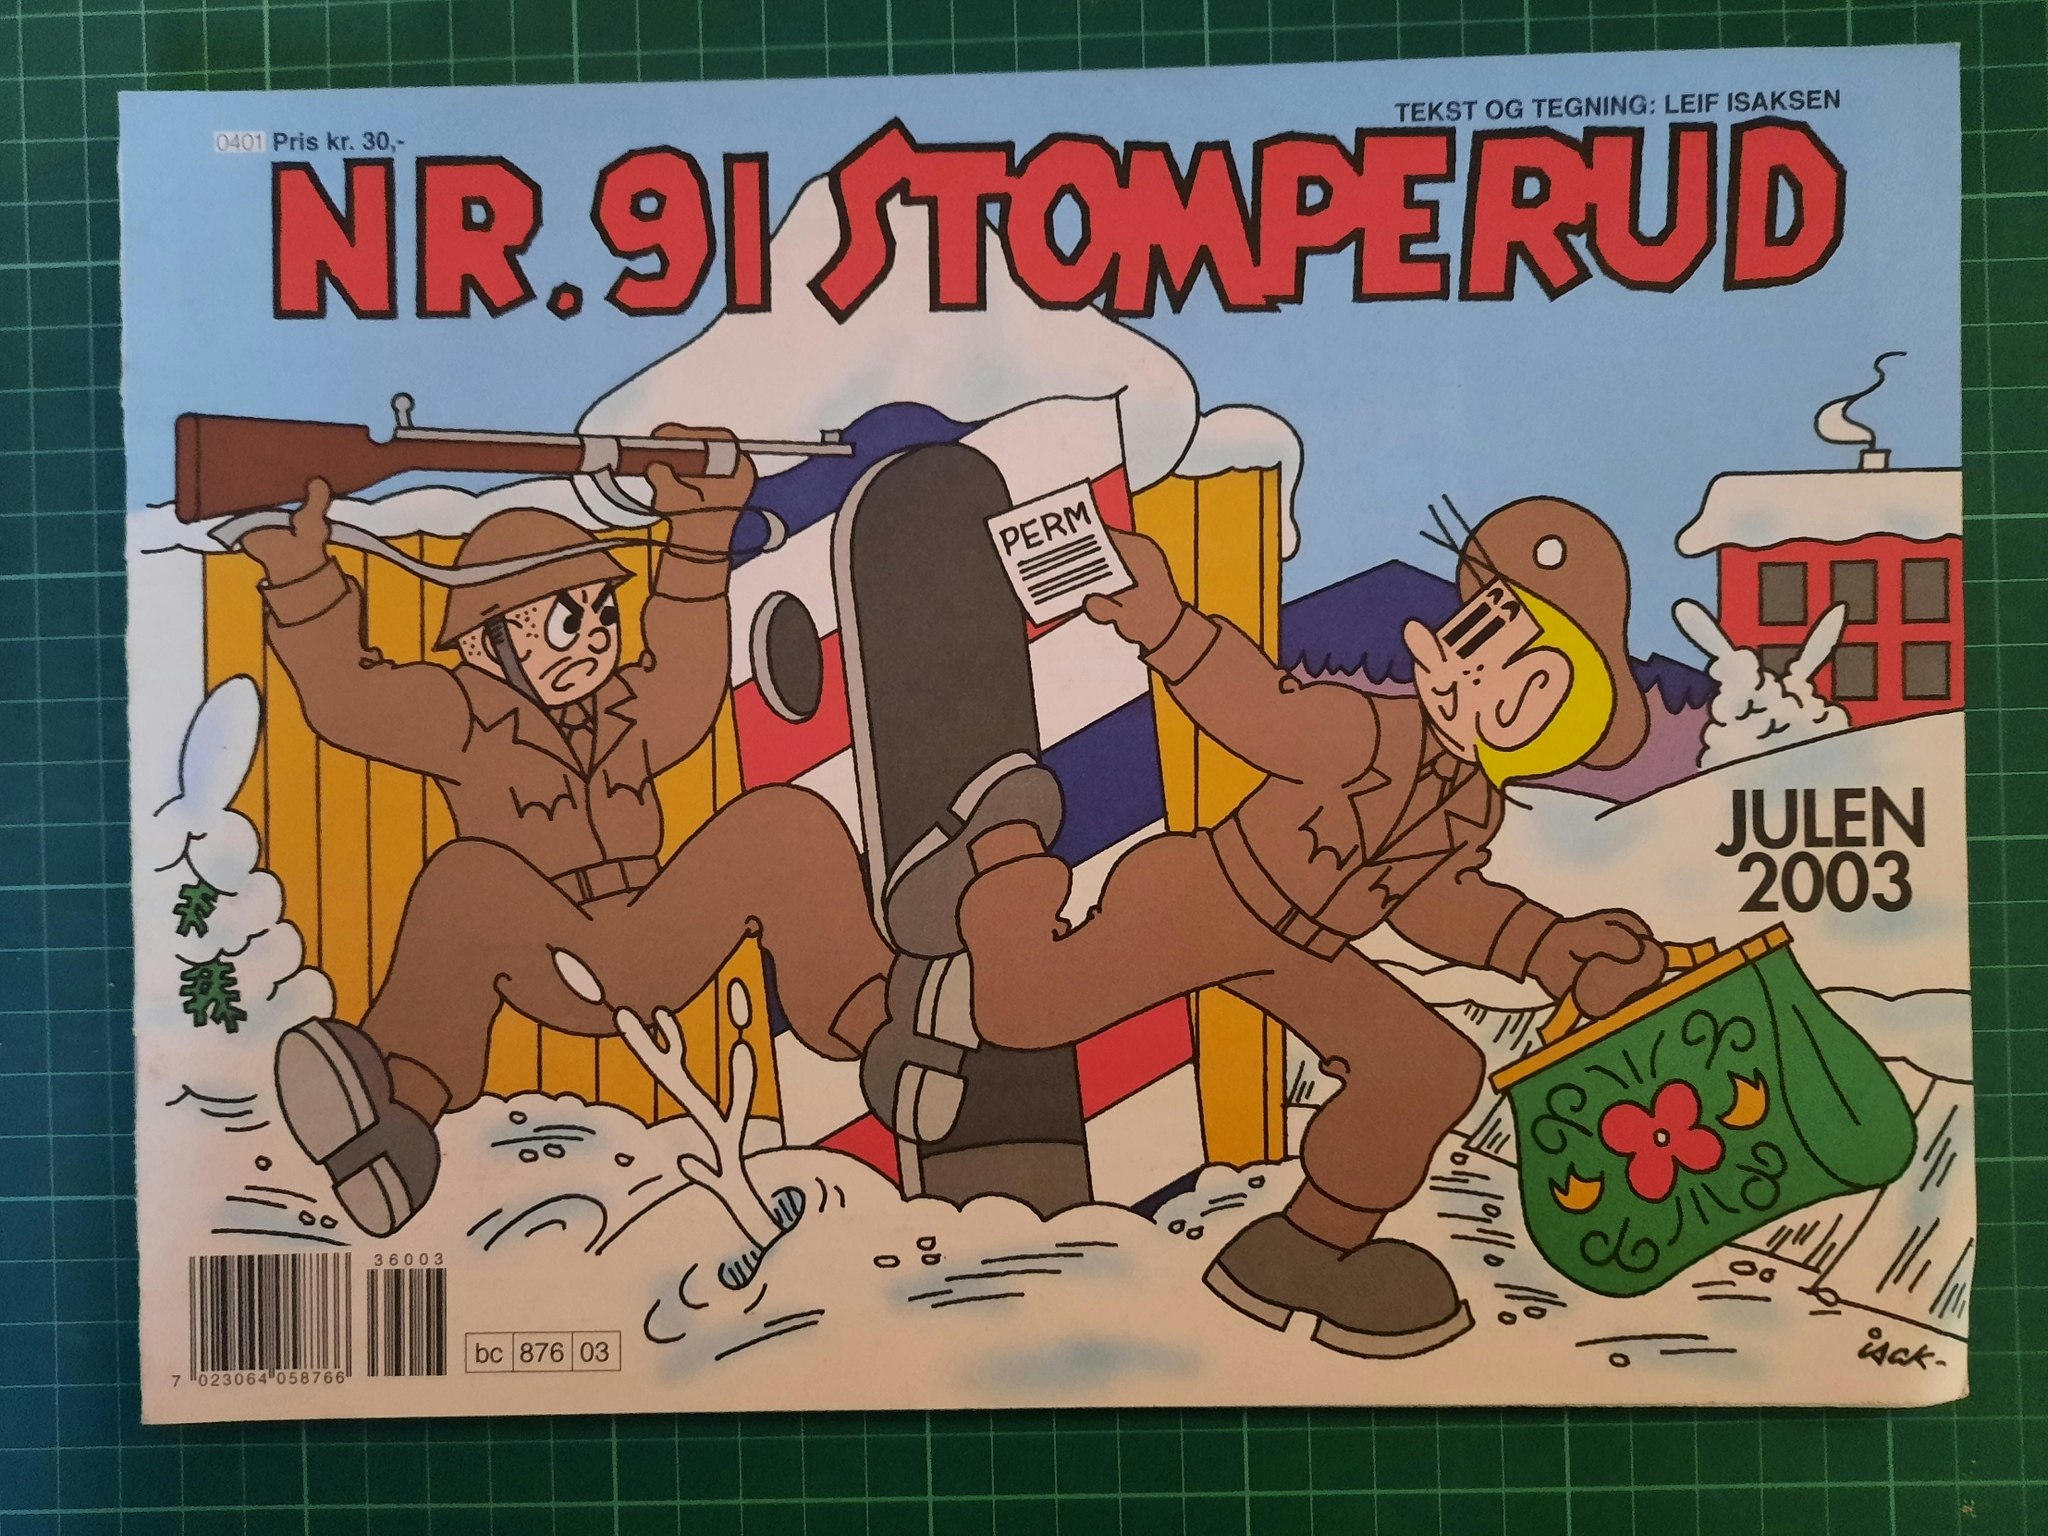 TEKST OG TEGNING: LEIF ISAKSEN
0401 Pris kr. 30,-
NR. 91 STOMPERUD
PERM
JULEN
2003
36003
7 023064 058766
bc 876 03
isak-